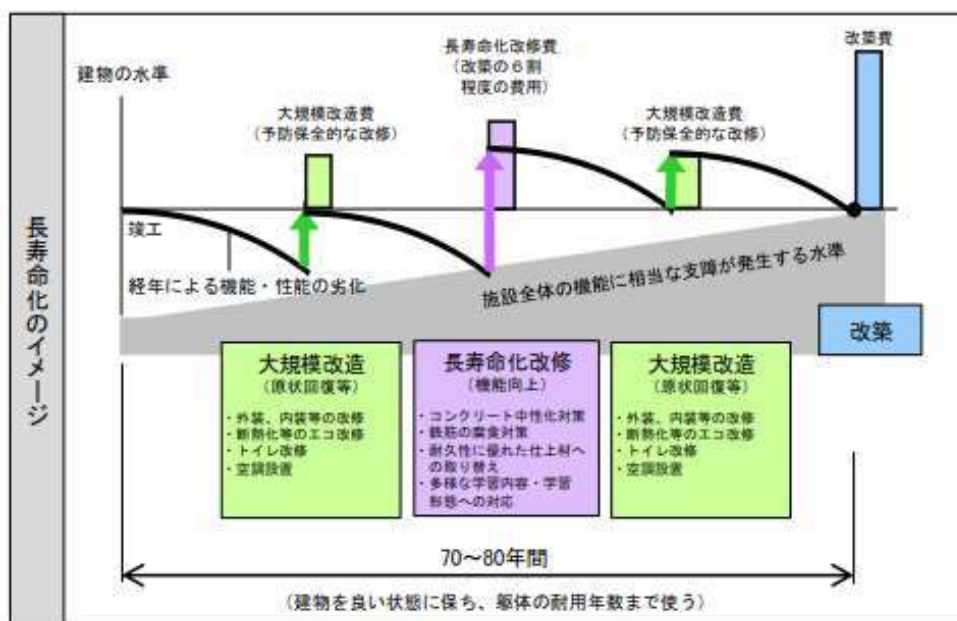 長寿命化のイメージ
建物の水準
大規模改造費
(予防保全的な改修)
長寿命化改修費
(改築の6割
程度の費用)
大規模改造費
(予防保全的な改修)
改築費
竣工
経年による機能・性能の劣化
施設全体の機能に相当な支障が発生する水準
改築
大規模改造
(原状回復等)
・外装、内装等の改修
・断熱化等のエコ改修
・トイレ改修
・空調設置
長寿命化改修
(機能向上)
・コンクリート中性化対策
・鉄筋の腐食対策
・耐久性に優れた仕上材へ
の取り替え
・多様な学習内容・学習
形態への対応
大規模改造
(原状回復等)
・外装、内装等の改修
・断熱化等のエコ改修
・トイレ改修
・空調設置
70～80年間
(建物を良い状態に保ち、躯体の耐用年数まで使う)